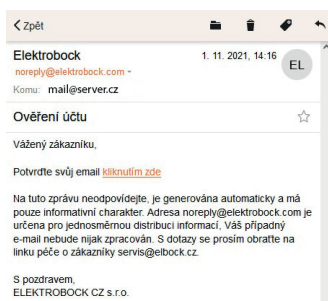 Zpět
Elektrobock
1. 11. 2021, 14:16
EL
noreply@elektrobock.com
Komu: mail@server.cz
Ověření účtu
Vážený zákazníku,
Potvrďte svůj email kliknutím zde
Na tuto zprávu neodpovídejte, je generována automaticky a má
pouze informativní charakter. Adresa noreply@elektrobock.com je
určena pro jednosměrnou distribuci informací, Váš případný
e-mail nebude nijak zpracován. S dotazy se prosím obraťte na
linku péče o zákazníky servis@elbock.cz.
S pozdravem,
ELEKTROBOCK CZ s.r.o.